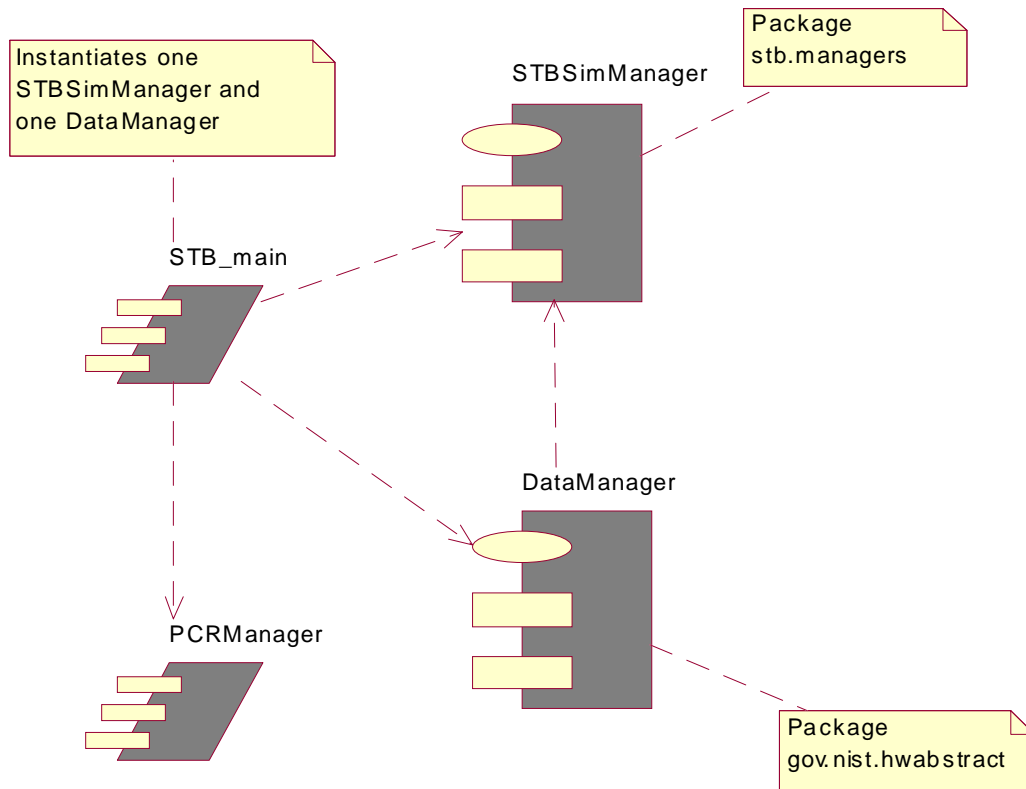 Instantiates one
STBSimManager and
one DataManager
Package
stb.managers
STBSimManager
STB_main
DataManager
PCRManager
Package
gov.nist.hwabstract